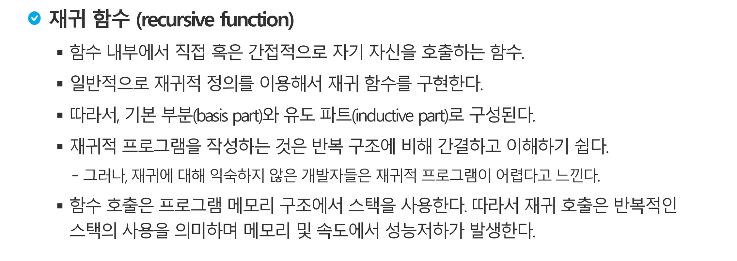 재귀 함수 (recursive function)
▪ 함수 내부에서 직접 혹은 간접적으로 자기 자신을 호출하는 함수.
▪ 일반적으로 재귀적 정의를 이용해서 재귀 함수를 구현한다.
▪ 따라서, 기본 부분(basis part)와 유도 파트(inductive part)로 구성된다.
▪ 재귀적 프로그램을 작성하는 것은 반복 구조에 비해 간결하고 이해하기 쉽다.
- 그러나, 재귀에 대해 익숙하지 않은 개발자들은 재귀적 프로그램이 어렵다고 느낀다.
▪ 함수 호출은 프로그램 메모리 구조에서 스택을 사용한다. 따라서 재귀 호출은 반복적인
스택의 사용을 의미하며 메모리 및 속도에서 성능저하가 발생한다.